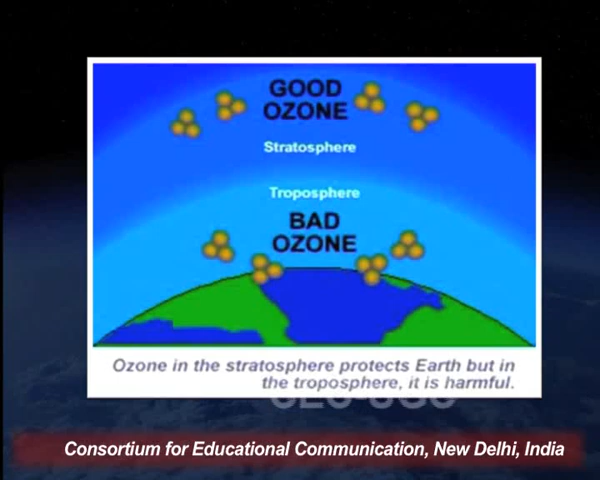 GOOD
OZONE
Stratosphere
Troposphere
BAD
OZONE
Ozone in the stratosphere protects Earth but in
the troposphere, it is harmful.
Consortium for Educational Communication, New Delhi, India